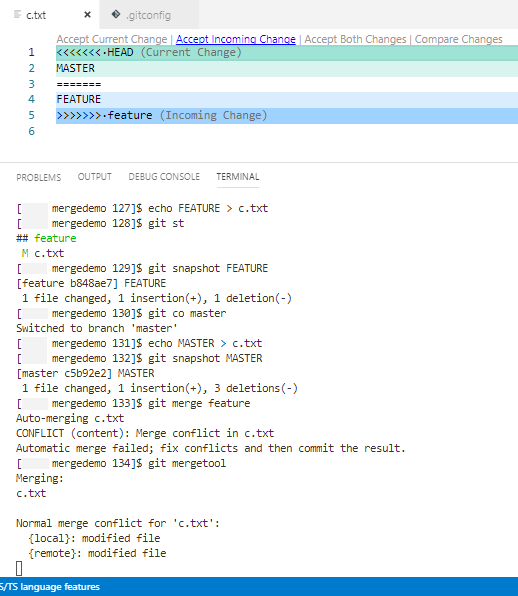 c.txt × .gitconfig
Accept Current Change | Accept Incoming Change | Accept Both Changes | Compare Changes
1 <<<<<<<·HEAD (Current Change)
2 MASTER
3 =======
4 FEATURE
5 >>>>>>>·feature (Incoming Change)
6
PROBLEMS OUTPUT DEBUG CONSOLE TERMINAL
[ mergedemo 127]$ echo FEATURE > c.txt
[ mergedemo 128]$ git st
## feature
 M c.txt
[ mergedemo 129]$ git snapshot FEATURE
[feature b848ae7] FEATURE
 1 file changed, 1 insertion(+), 1 deletion(-)
[ mergedemo 130]$ git co master
Switched to branch 'master'
[ mergedemo 131]$ echo MASTER > c.txt
[ mergedemo 132]$ git snapshot MASTER
[master c5b92e2] MASTER
 1 file changed, 1 insertion(+), 3 deletions(-)
[ mergedemo 133]$ git merge feature
Auto-merging c.txt
CONFLICT (content): Merge conflict in c.txt
Automatic merge failed; fix conflicts and then commit the result.
[ mergedemo 134]$ git mergetool
Merging:
c.txt

Normal merge conflict for 'c.txt':
  {local}: modified file
  {remote}: modified file
S/TS language features